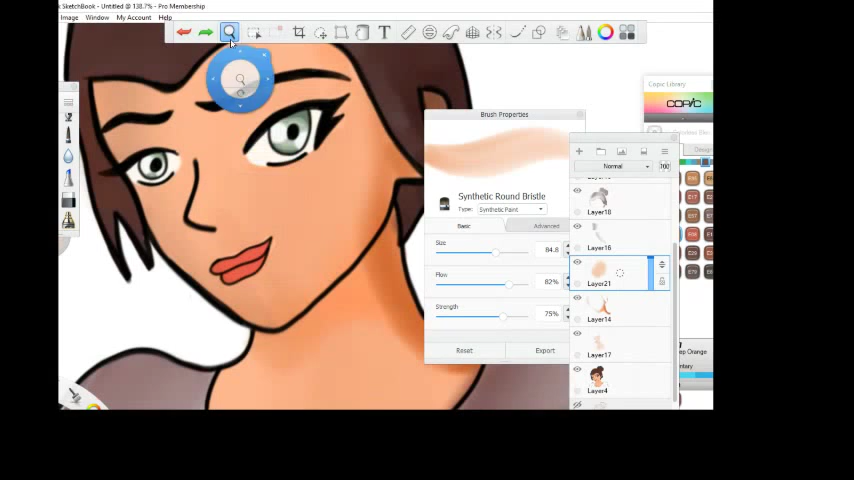 SketchBook - Untitled @ 138.7% - Pro Membership
Image Window My Account Help
T
Brush Properties
Synthetic Round Bristle
Type: Synthetic Paint
Basic Advanced
Size 84.8
Flow 82%
Strength 75%
Reset Export
Normal 100
Layer18
Layer16
Layer21
Layer14
Layer17
Layer4
Copic Library
COPIC
Design